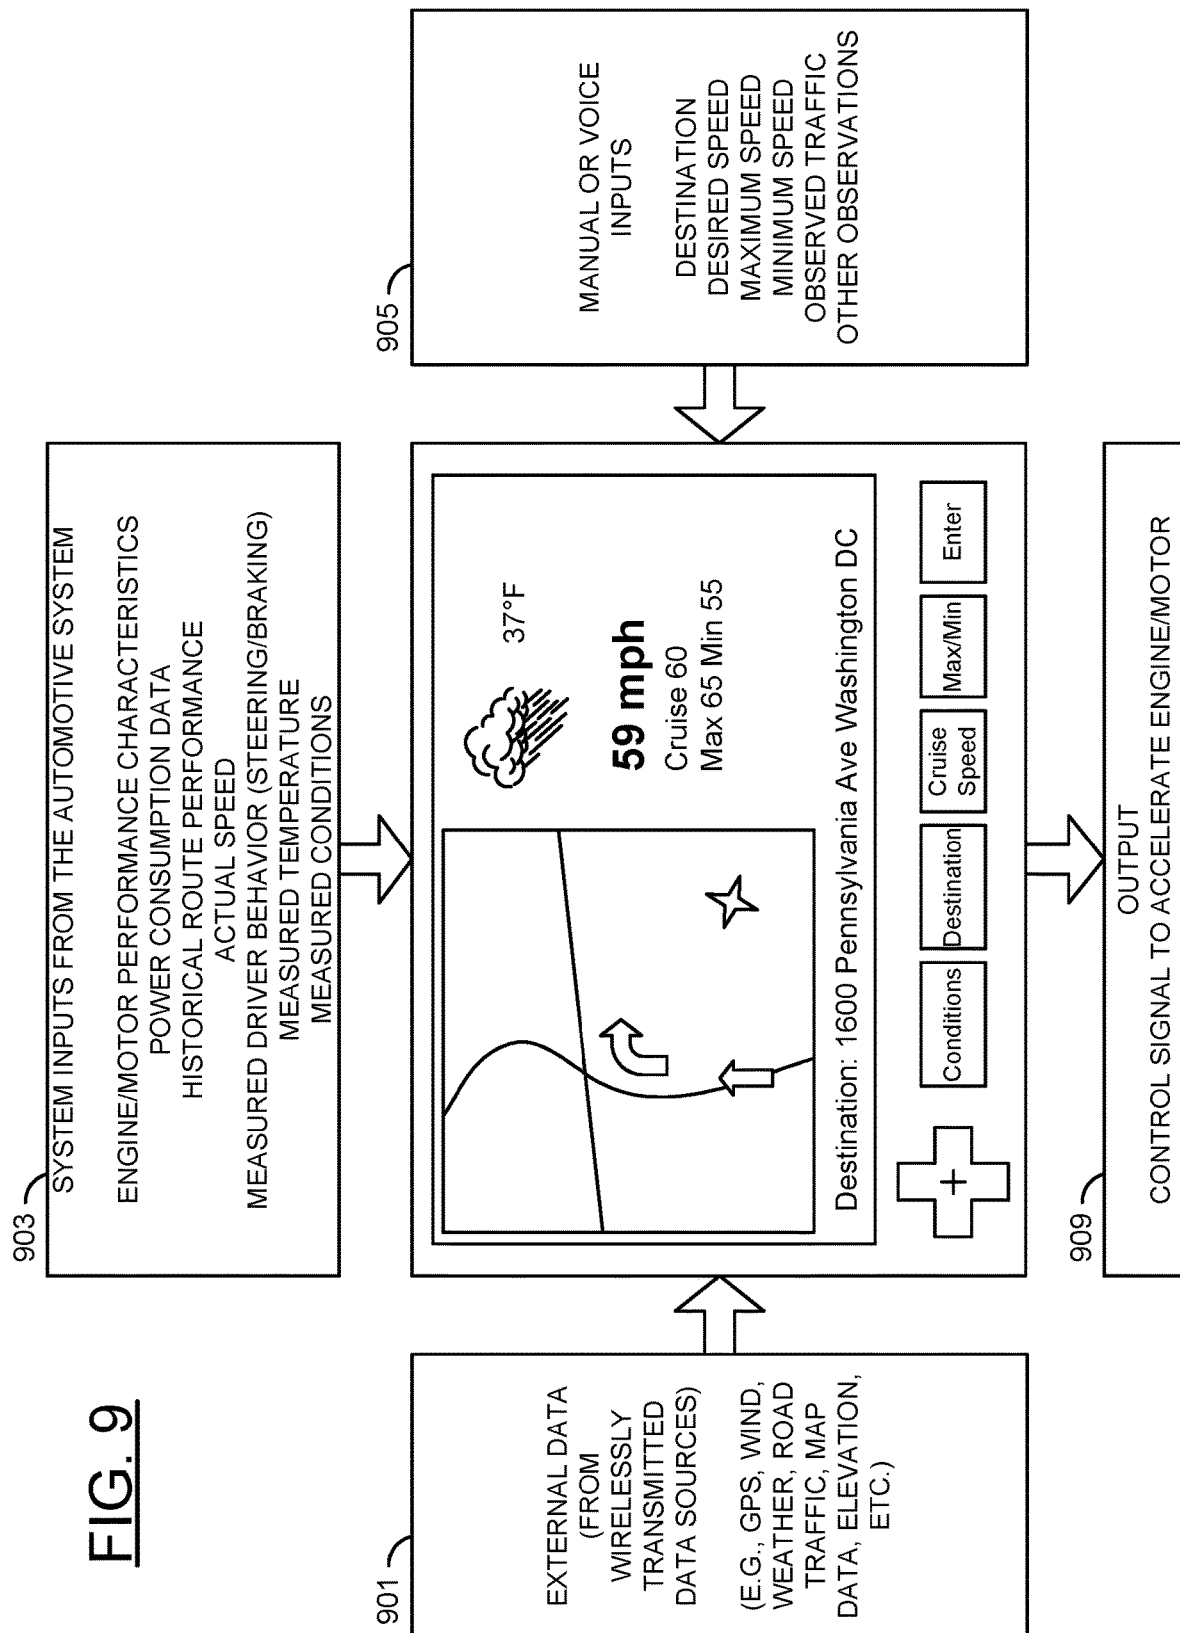 FIG. 9
903
SYSTEM INPUTS FROM THE AUTOMOTIVE SYSTEM
ENGINE/MOTOR PERFORMANCE CHARACTERISTICS
POWER CONSUMPTION DATA
HISTORICAL ROUTE PERFORMANCE
ACTUAL SPEED
MEASURED DRIVER BEHAVIOR (STEERING/BRAKING)
MEASURED TEMPERATURE
MEASURED CONDITIONS
901
EXTERNAL DATA
(FROM
WIRELESSLY
TRANSMITTED
DATA SOURCES)
(E.G., GPS, WIND,
WEATHER, ROAD
TRAFFIC, MAP
DATA, ELEVATION,
ETC.)
37°F
59 mph
Cruise 60
Max 65 Min 55
Destination: 1600 Pennsylvania Ave Washington DC
+
Conditions
Destination
Cruise
Speed
Max/Min
Enter
905
MANUAL OR VOICE
INPUTS
DESTINATION
DESIRED SPEED
MAXIMUM SPEED
MINIMUM SPEED
OBSERVED TRAFFIC
OTHER OBSERVATIONS
909
OUTPUT
CONTROL SIGNAL TO ACCELERATE ENGINE/MOTOR